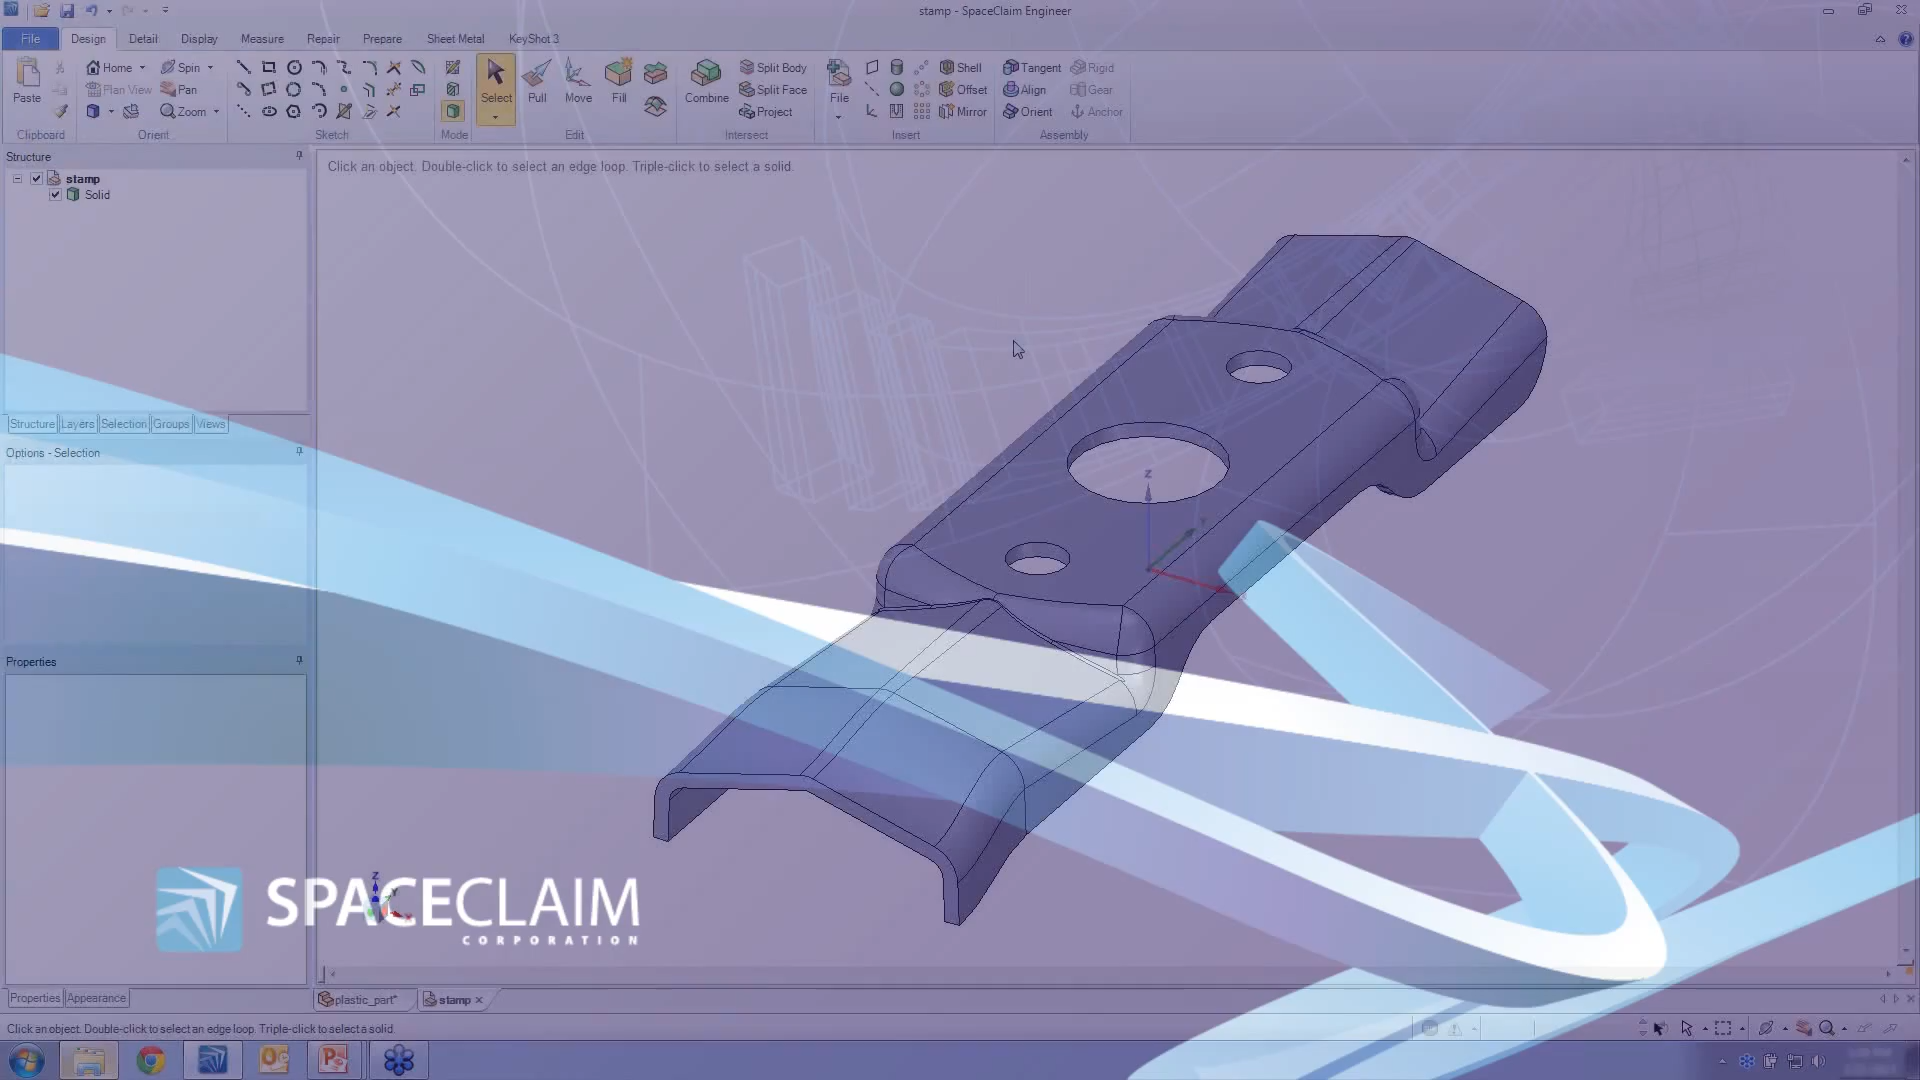 stamp - SpaceClaim Engineer
File Design Detail Display Measure Repair Prepare Sheet Metal KeyShot 3
Home Spin Split Body Shell Tangent Rigid
Plan View Pan Split Face Offset Align Gear
Paste Select Pull Move Fill Combine File
Zoom Project Mirror Orient Anchor
Clipboard Orient Sketch Mode Edit Intersect Insert Assembly
Structure
Click an object. Double-click to select an edge loop. Triple-click to select a solid.
stamp
Solid
Structure Layers Selection Groups Views
Options - Selection
Z
Properties
Z
Y
X
SPACECLAIM
CORPORATION
Properties Appearance
plastic_part* stamp
Click an object. Double-click to select an edge loop. Triple-click to select a solid.